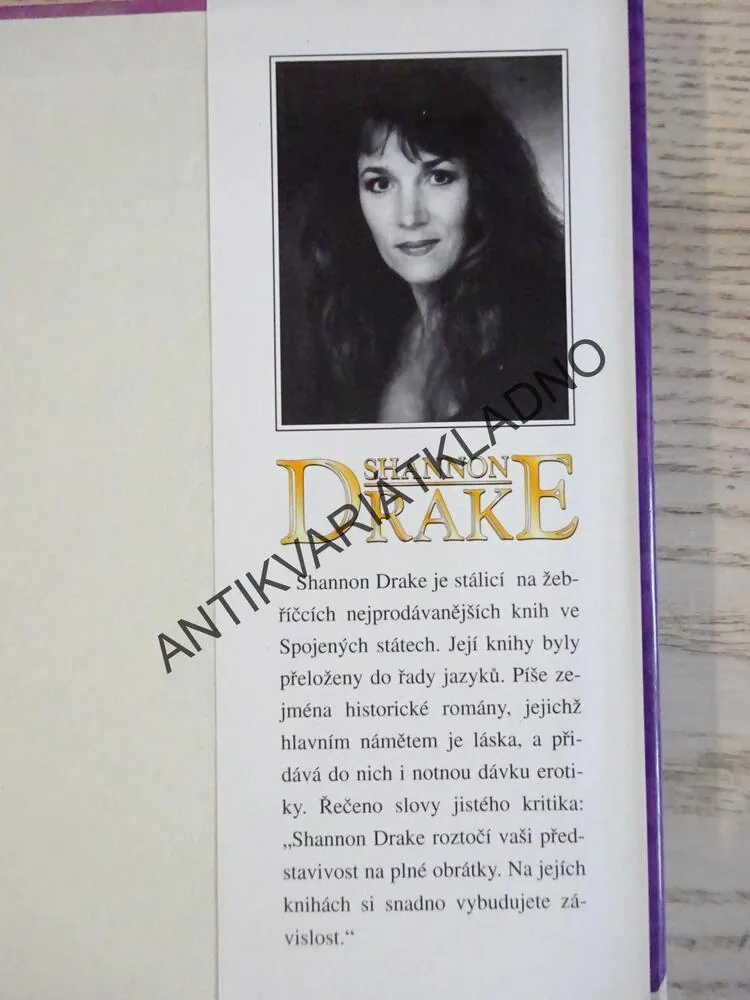 SHANNON
DRAKE
ANTIKVARIATKLADNO
Shannon Drake je stálicí na žeb-
říčcích nejprodávanějších knih ve
Spojených státech. Její knihy byly
přeloženy do řady jazyků. Píše ze-
jména historické romány, jejichž
hlavním námětem je láska, a při-
dává do nich i notnou dávku eroti-
ky. Řečeno slovy jistého kritika:
„Shannon Drake roztočí vaši před-
stavivost na plné obrátky. Na jejích
knihách si snadno vybudujete zá-
vislost.“